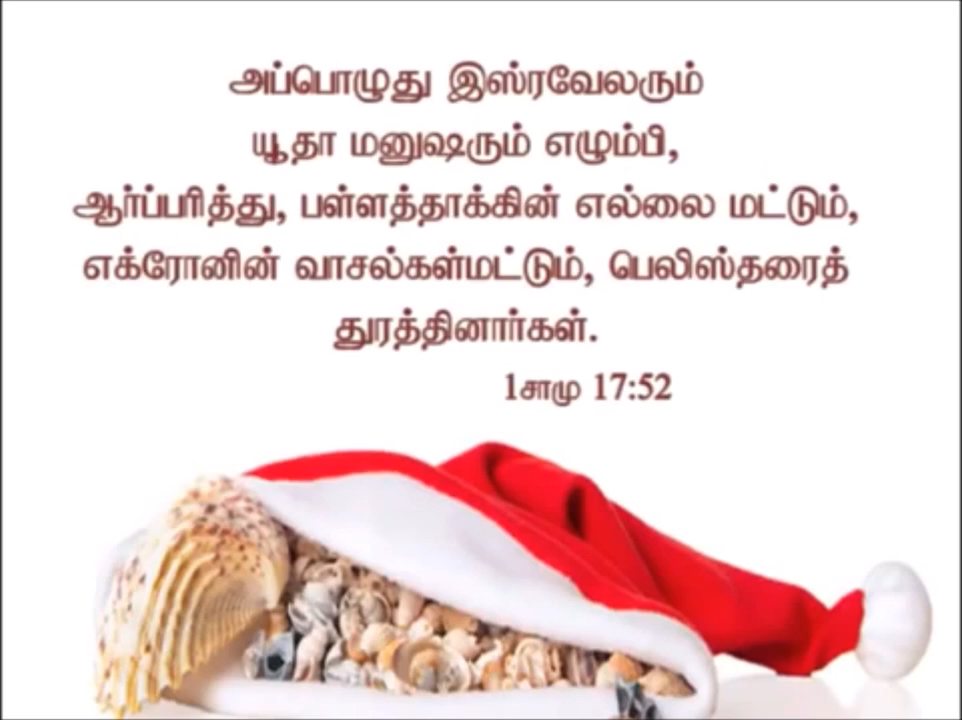 அப்பொழுது இஸ்ரவேலரும்
யூதா மனுஷரும் எழும்பி,
ஆர்ப்பரித்து, பள்ளத்தாக்கின் எல்லை மட்டும்,
எக்ரோனின் வாசல்கள்மட்டும், பெலிஸ்தரைத்
துரத்தினார்கள்.
1சாமு 17:52